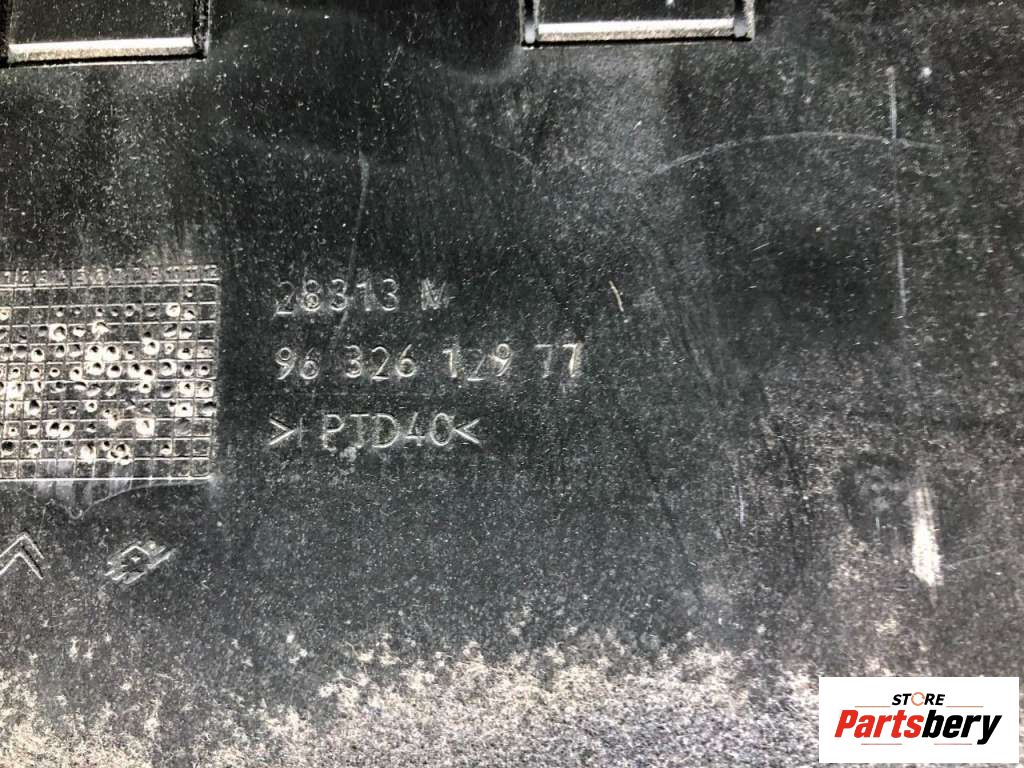 28313 M
96 326 129 77
>PTD40<
STORE
Partsbery